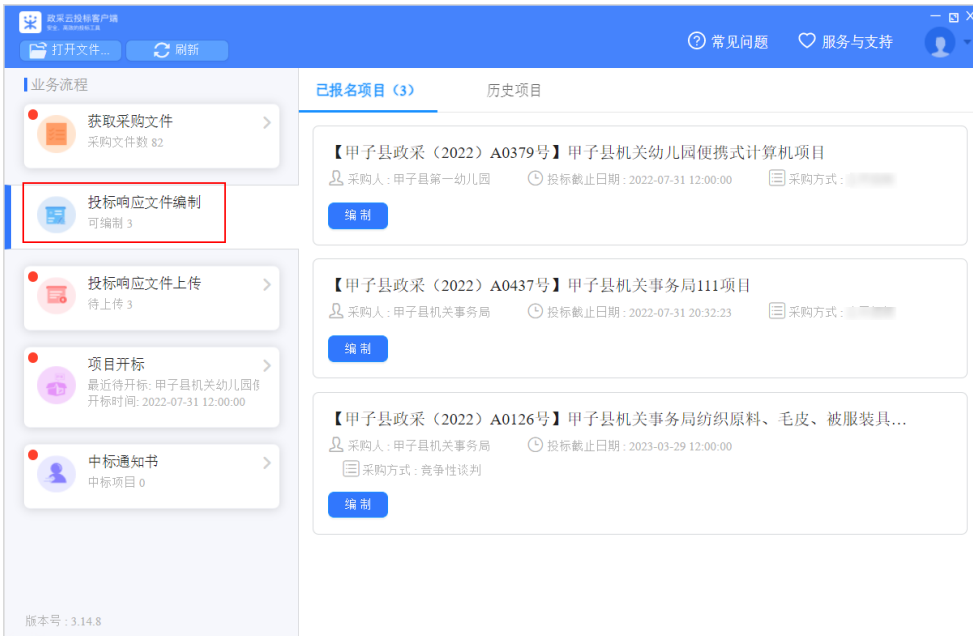 政采云投标客户端
安全、高效的投标工具
打开文件...
刷新
常见问题
服务与支持
业务流程
获取采购文件
采购文件数 82
投标响应文件编制
可编制 3
投标响应文件上传
待上传 3
项目开标
最近待开标: 甲子县机关幼儿园便
开标时间: 2022-07-31 12:00:00
中标通知书
中标项目 0
版本号 : 3.14.8
已报名项目（3）
历史项目
【甲子县政采（2022）A0379号】甲子县机关幼儿园便携式计算机项目
采购人 : 甲子县第一幼儿园
投标截止日期 : 2022-07-31 12:00:00
采购方式 :
编 制
【甲子县政采（2022）A0437号】甲子县机关事务局111项目
采购人 : 甲子县机关事务局
投标截止日期 : 2022-07-31 20:32:23
采购方式 :
编 制
【甲子县政采（2022）A0126号】甲子县机关事务局纺织原料、毛皮、被服装具...
采购人 : 甲子县机关事务局
投标截止日期 : 2023-03-29 12:00:00
采购方式 : 竞争性谈判
编 制